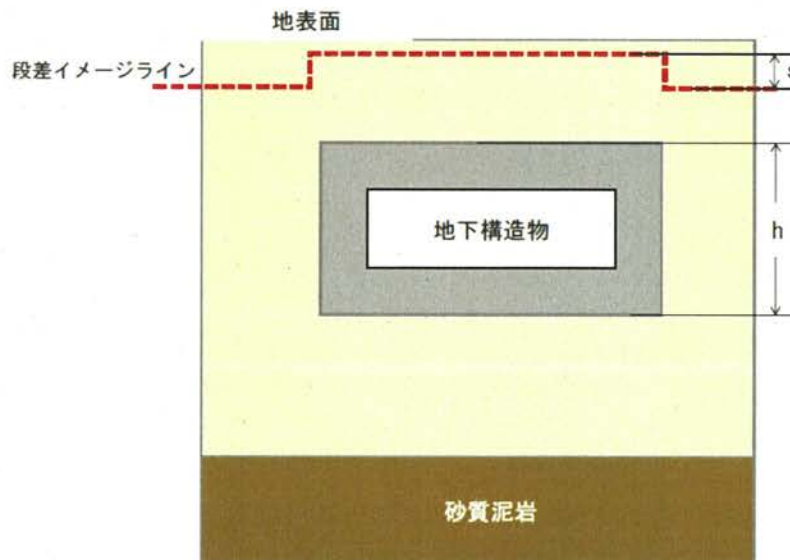 地表面
段差イメージライン
地下構造物
h
砂質泥岩